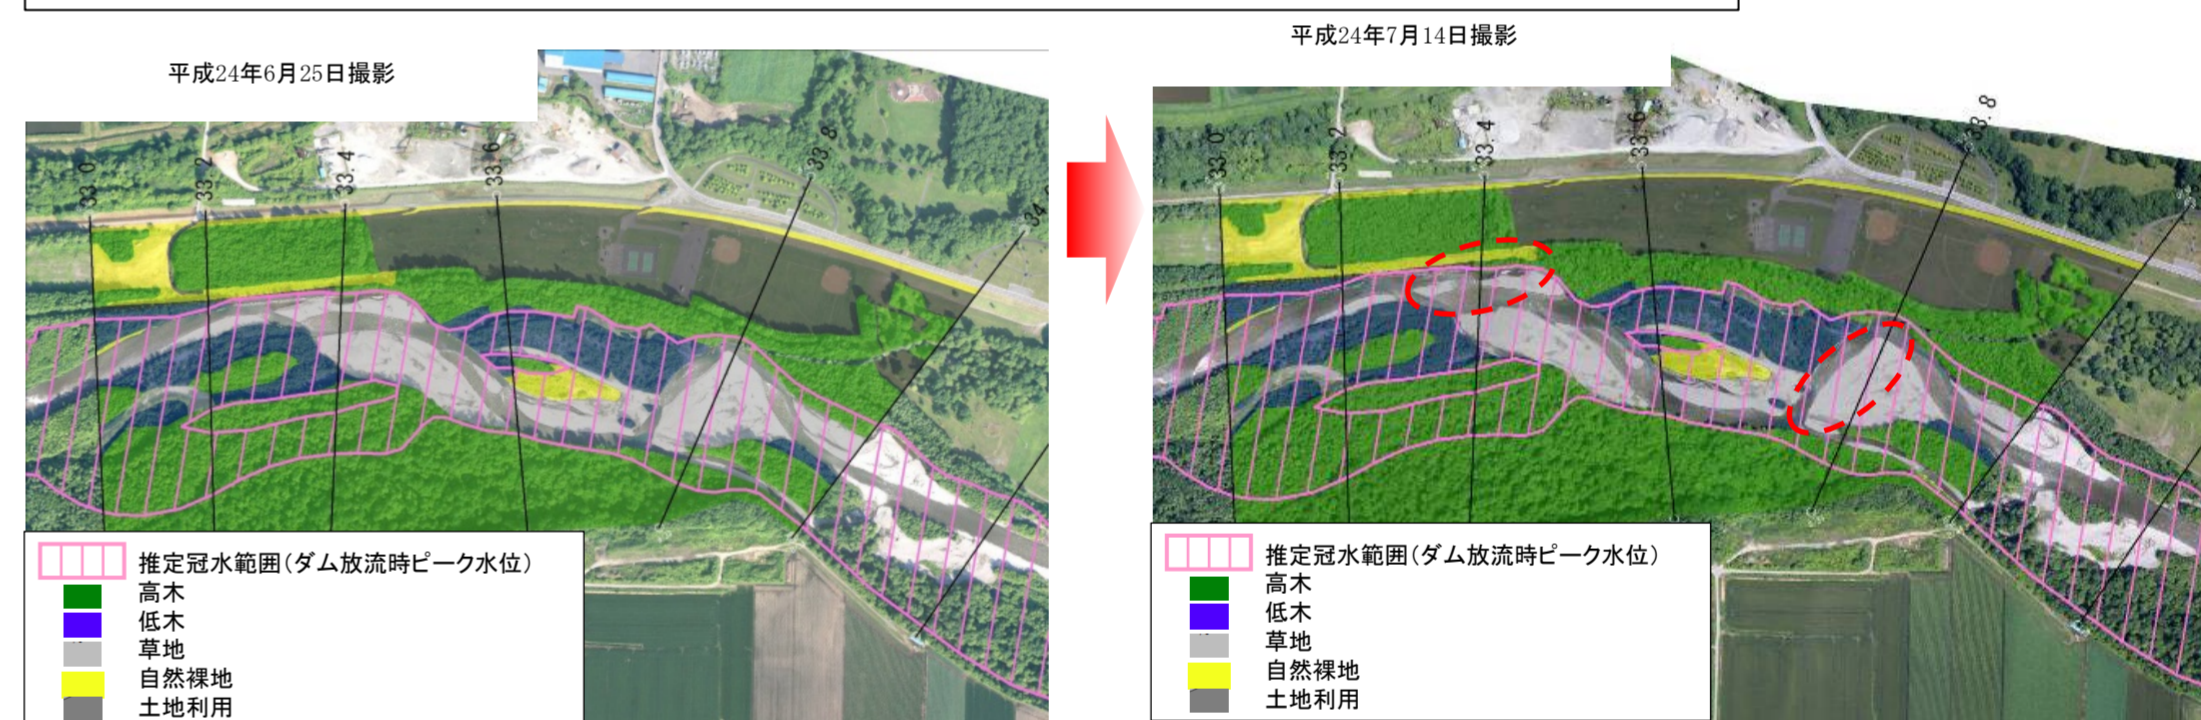 平成24年6月25日撮影
33.0
33.2
33.4
33.6
33.8
推定冠水範囲(ダム放流時ピーク水位)
高木
低木
草地
自然裸地
土地利用
平成24年7月14日撮影
33.0
33.2
33.4
33.6
33.8
推定冠水範囲(ダム放流時ピーク水位)
高木
低木
草地
自然裸地
土地利用